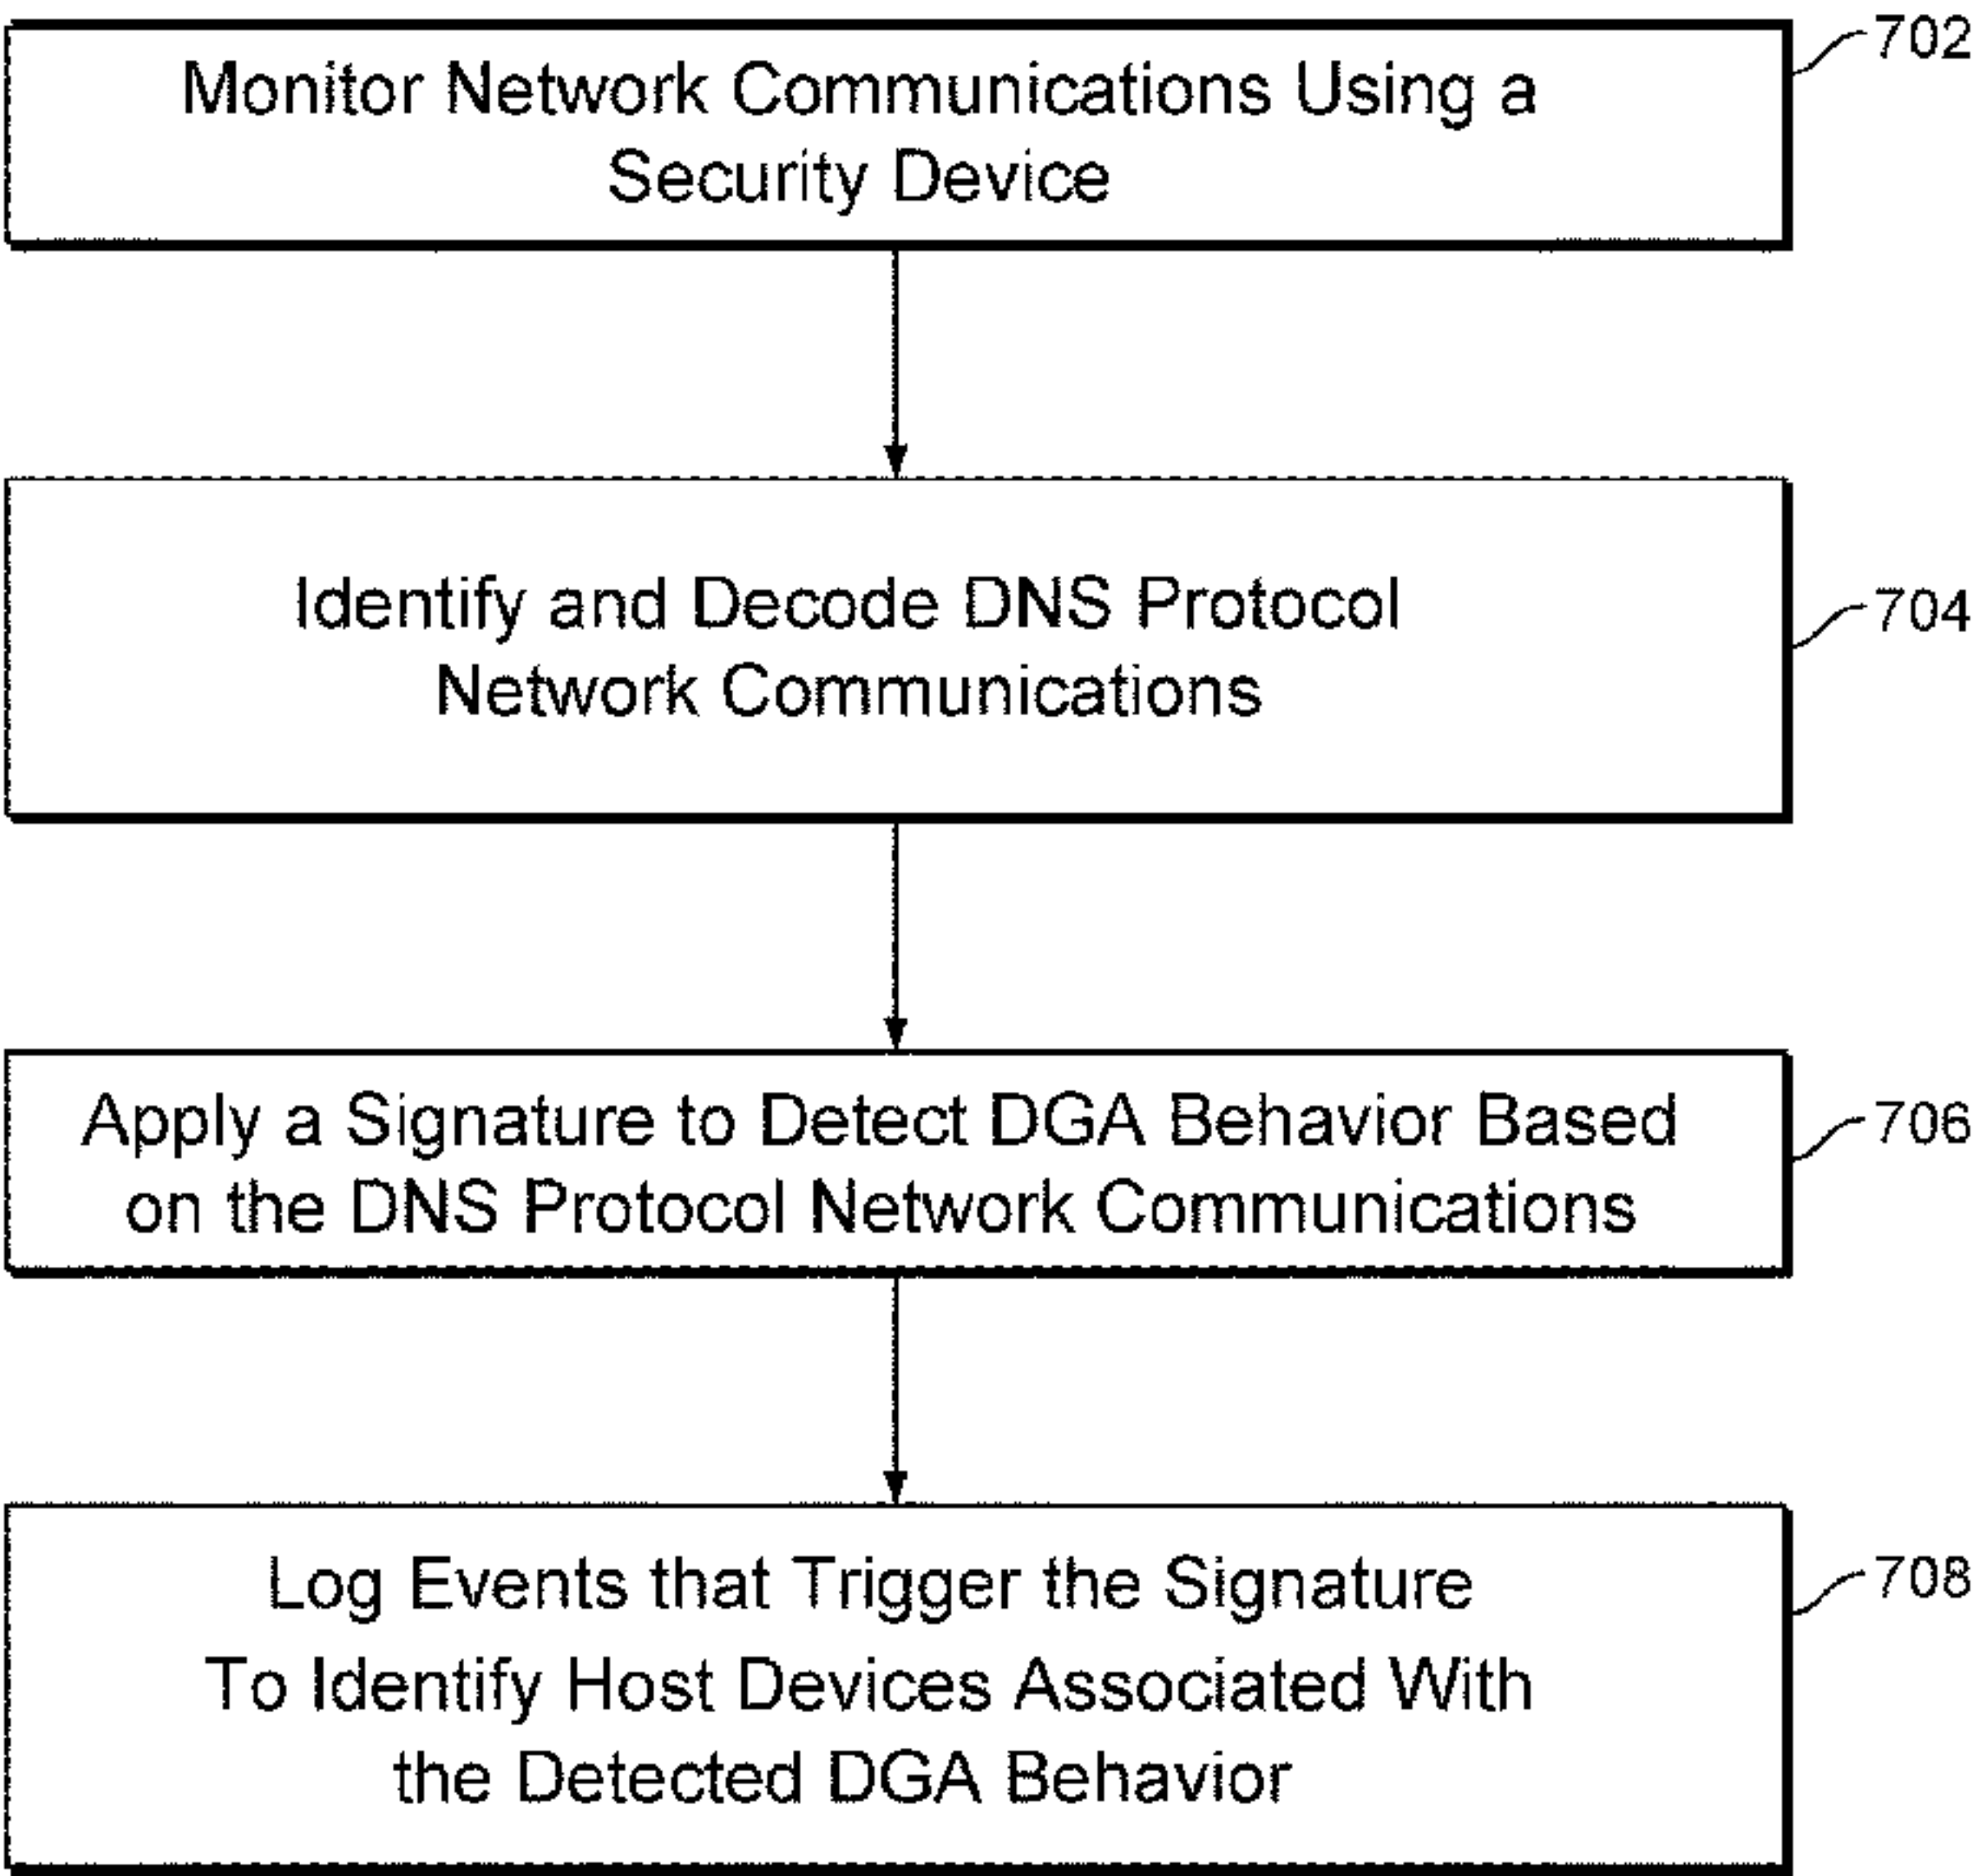 Monitor Network Communications Using a
Security Device
702
Identify and Decode DNS Protocol
Network Communications
704
Apply a Signature to Detect DGA Behavior Based
on the DNS Protocol Network Communications
706
Log Events that Trigger the Signature
To Identify Host Devices Associated With
the Detected DGA Behavior
708